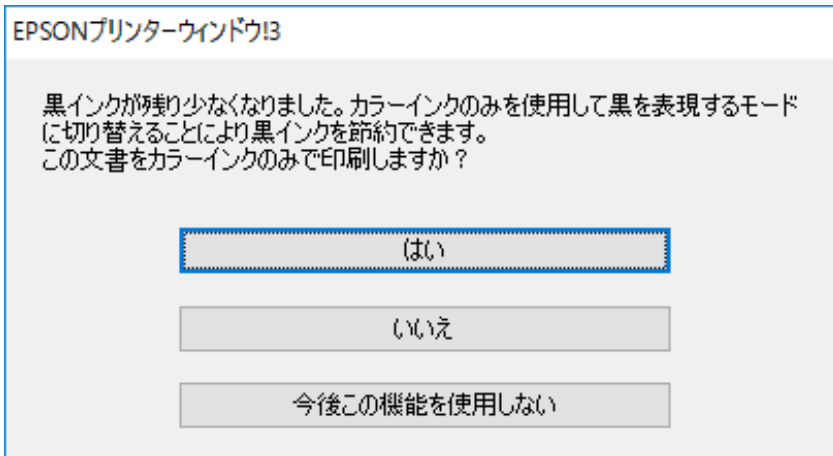 EPSONプリンターウィンドウ!3
黒インクが残り少なくなりました。カラーインクのみを使用して黒を表現するモード
に切り替えることにより黒インクを節約できます。
この文書をカラーインクのみで印刷しますか？
はい
いいえ
今後この機能を使用しない